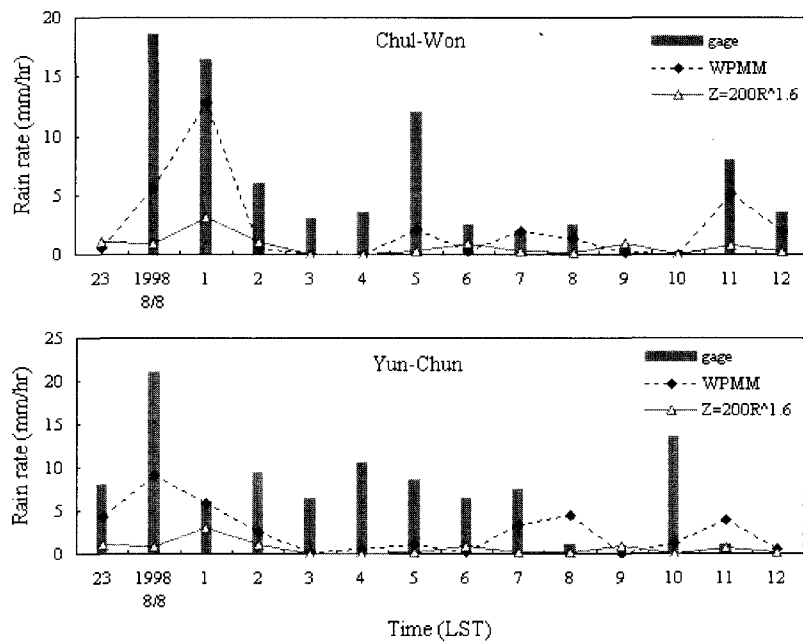 Chul-Won
gage
WPMM
Z=200R^1.6
Rain rate (mm/hr)
20
15
10
5
0
23 1998 1 2 3 4 5 6 7 8 9 10 11 12
8/8
Yun-Chun
gage
WPMM
Z=200R^1.6
Rain rate (mm/hr)
25
20
15
10
5
0
23 1998 1 2 3 4 5 6 7 8 9 10 11 12
8/8
Time (LST)